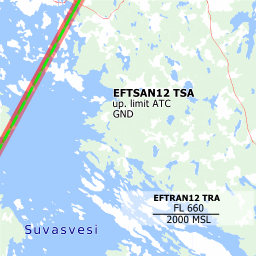 EFTSAN12 TSA
up. limit ATC
GND
EFTRAN12 TRA
FL 660
2000 MSL
Suvasvesi